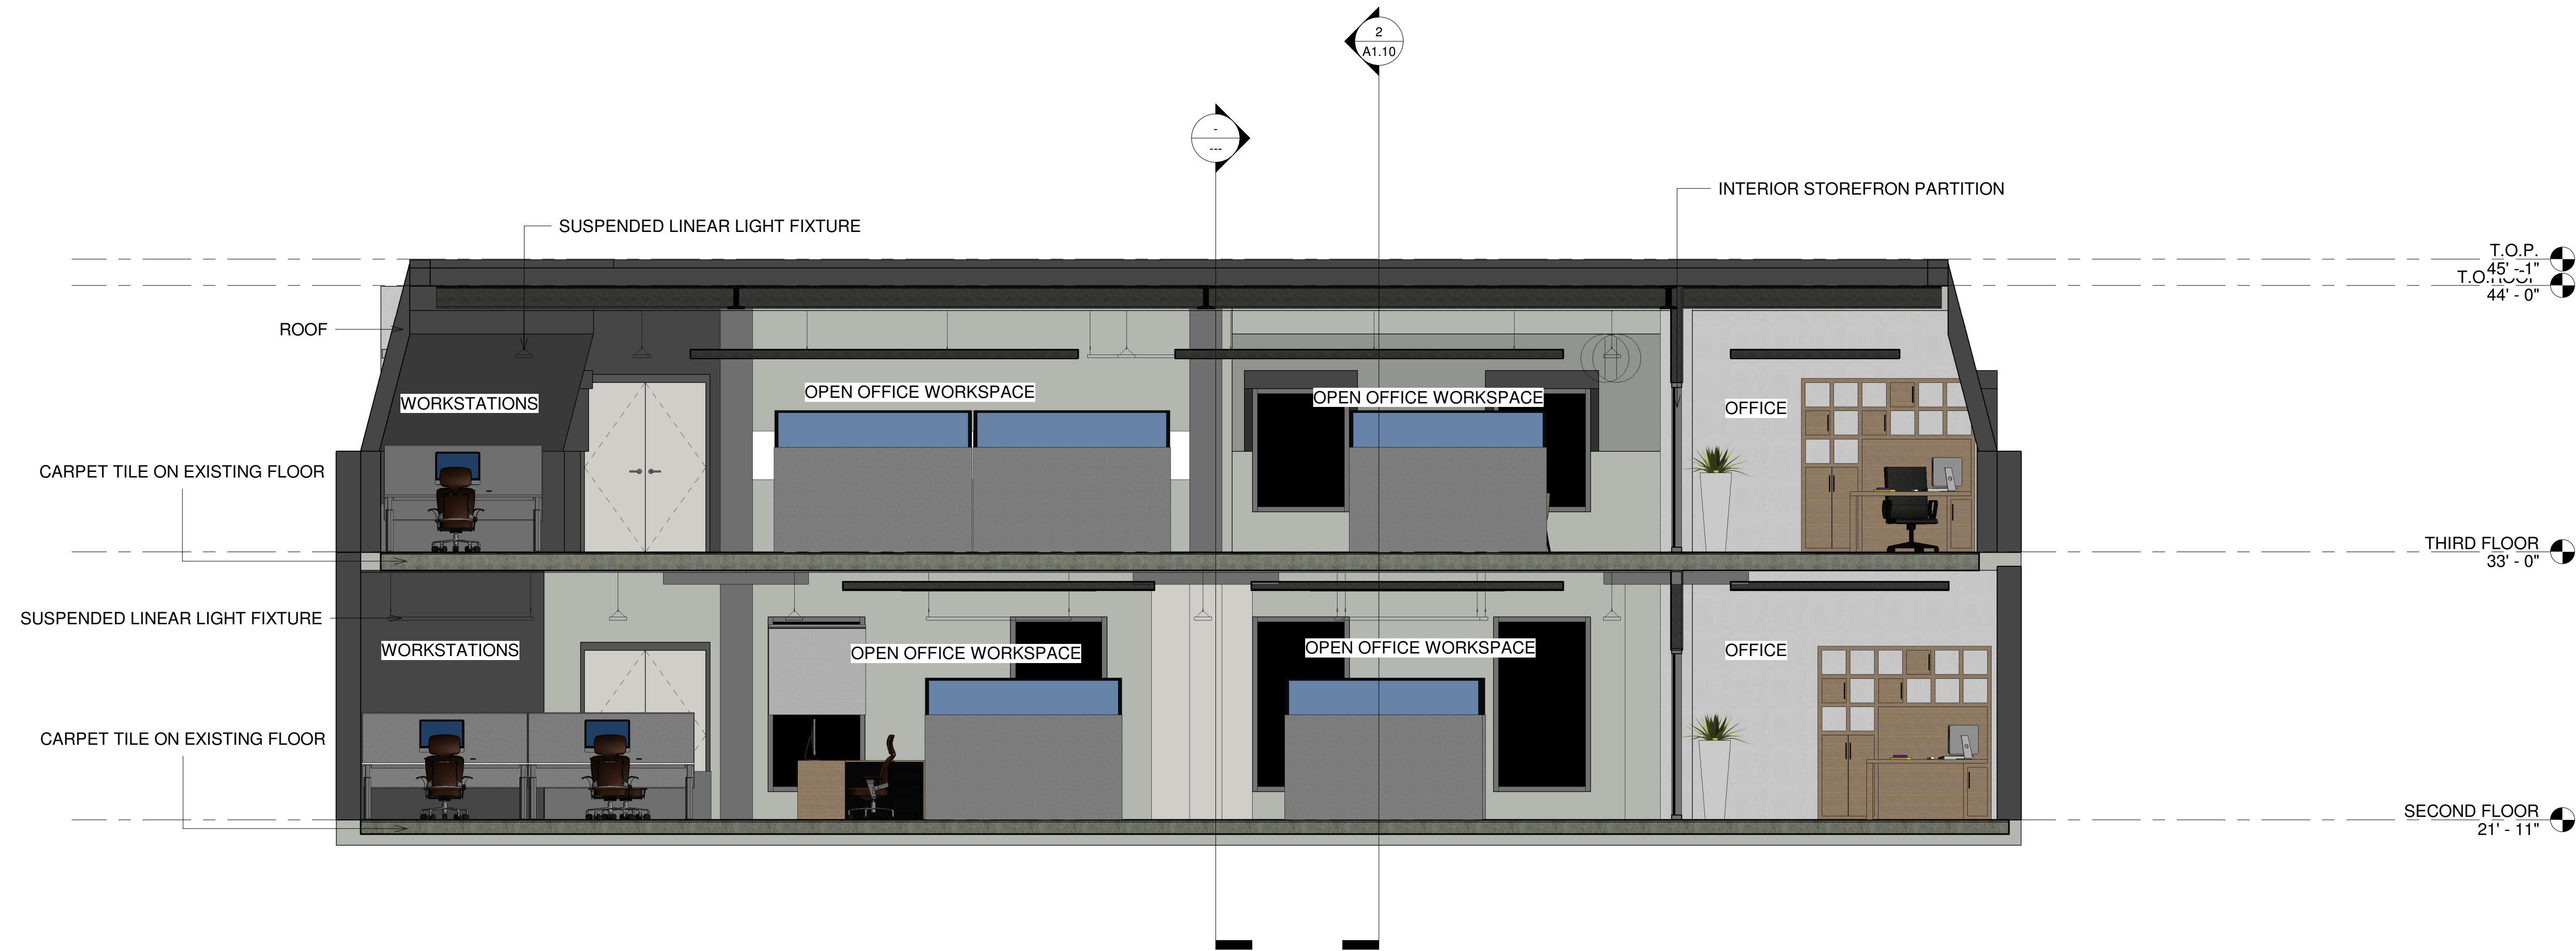 2
A1.10
-
---
INTERIOR STOREFRON PARTITION
SUSPENDED LINEAR LIGHT FIXTURE
T.O.P.
45' - 1"
T.O.ROOF
44' - 0"
ROOF
WORKSTATIONS
OPEN OFFICE WORKSPACE
OPEN OFFICE WORKSPACE
OFFICE
CARPET TILE ON EXISTING FLOOR
THIRD FLOOR
33' - 0"
SUSPENDED LINEAR LIGHT FIXTURE
WORKSTATIONS
OPEN OFFICE WORKSPACE
OPEN OFFICE WORKSPACE
OFFICE
CARPET TILE ON EXISTING FLOOR
SECOND FLOOR
21' - 11"